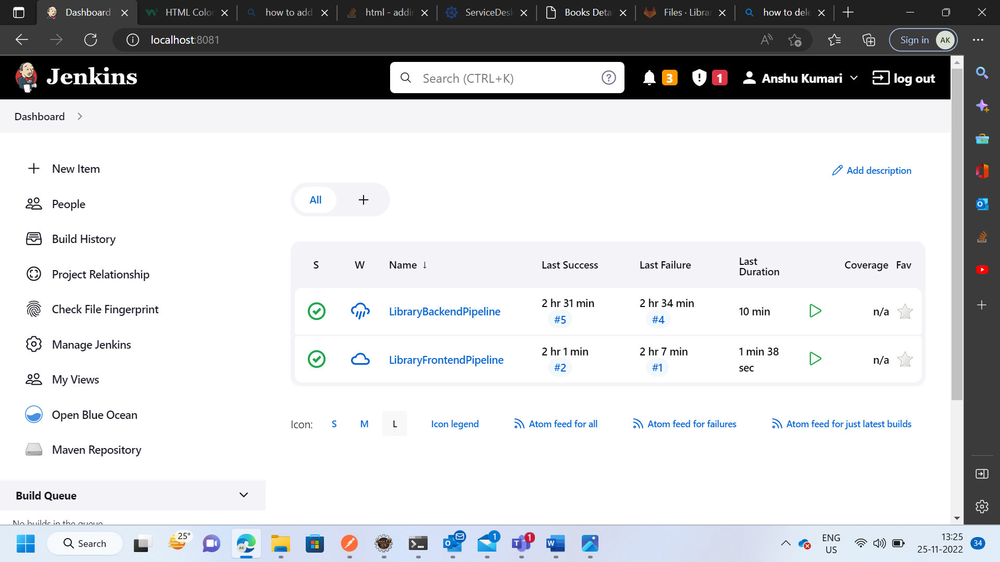 Dashboard
HTML Color
how to add
html - addin
ServiceDesk
Books Detai
Files · Librar
how to dele
localhost:8081
Sign in AK
Jenkins
Search (CTRL+K)
3
1
Anshu Kumari
log out
Dashboard
New Item
People
Build History
Project Relationship
Check File Fingerprint
Manage Jenkins
My Views
Open Blue Ocean
Maven Repository
Build Queue
No builds in the queue
Add description
All
S W Name ↓ Last Success Last Failure Last Duration Coverage Fav
LibraryBackendPipeline 2 hr 31 min #5 2 hr 34 min #4 10 min n/a
LibraryFrontendPipeline 2 hr 1 min #2 2 hr 7 min #1 1 min 38 sec n/a
Icon: S M L Icon legend Atom feed for all Atom feed for failures Atom feed for just latest builds
25°
Search
AK
1
1
ENG
US
13:25
25-11-2022
34